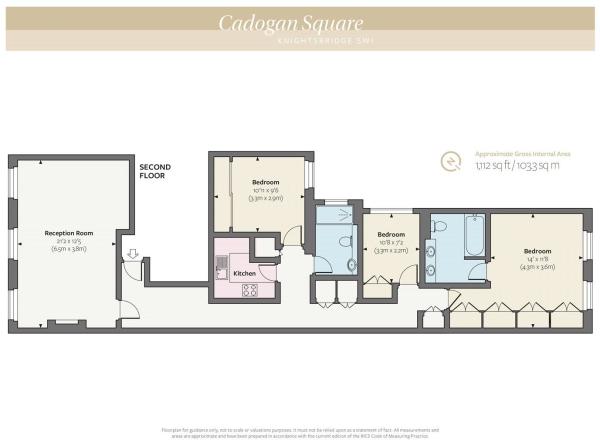 Cadogan Square
KNIGHTSBRIDGE SW1
Approximate Gross Internal Area
1,112 sq ft / 103.3 sq m
SECOND
FLOOR
Reception Room
21'2 x 12'5
(6.5m x 3.8m)
Bedroom
10'11 x 9'6
(3.3m x 2.9m)
Kitchen
Bedroom
10'8 x 7'2
(3.3m x 2.2m)
Bedroom
14' x 11'8
(4.3m x 3.6m)
Floorplan for guidance only, not to scale or valuation purposes. It must not be relied upon as a statement of fact. All measurements and
areas are approximate and have been prepared in accordance with the current edition of the RICS Code of Measuring Practice.